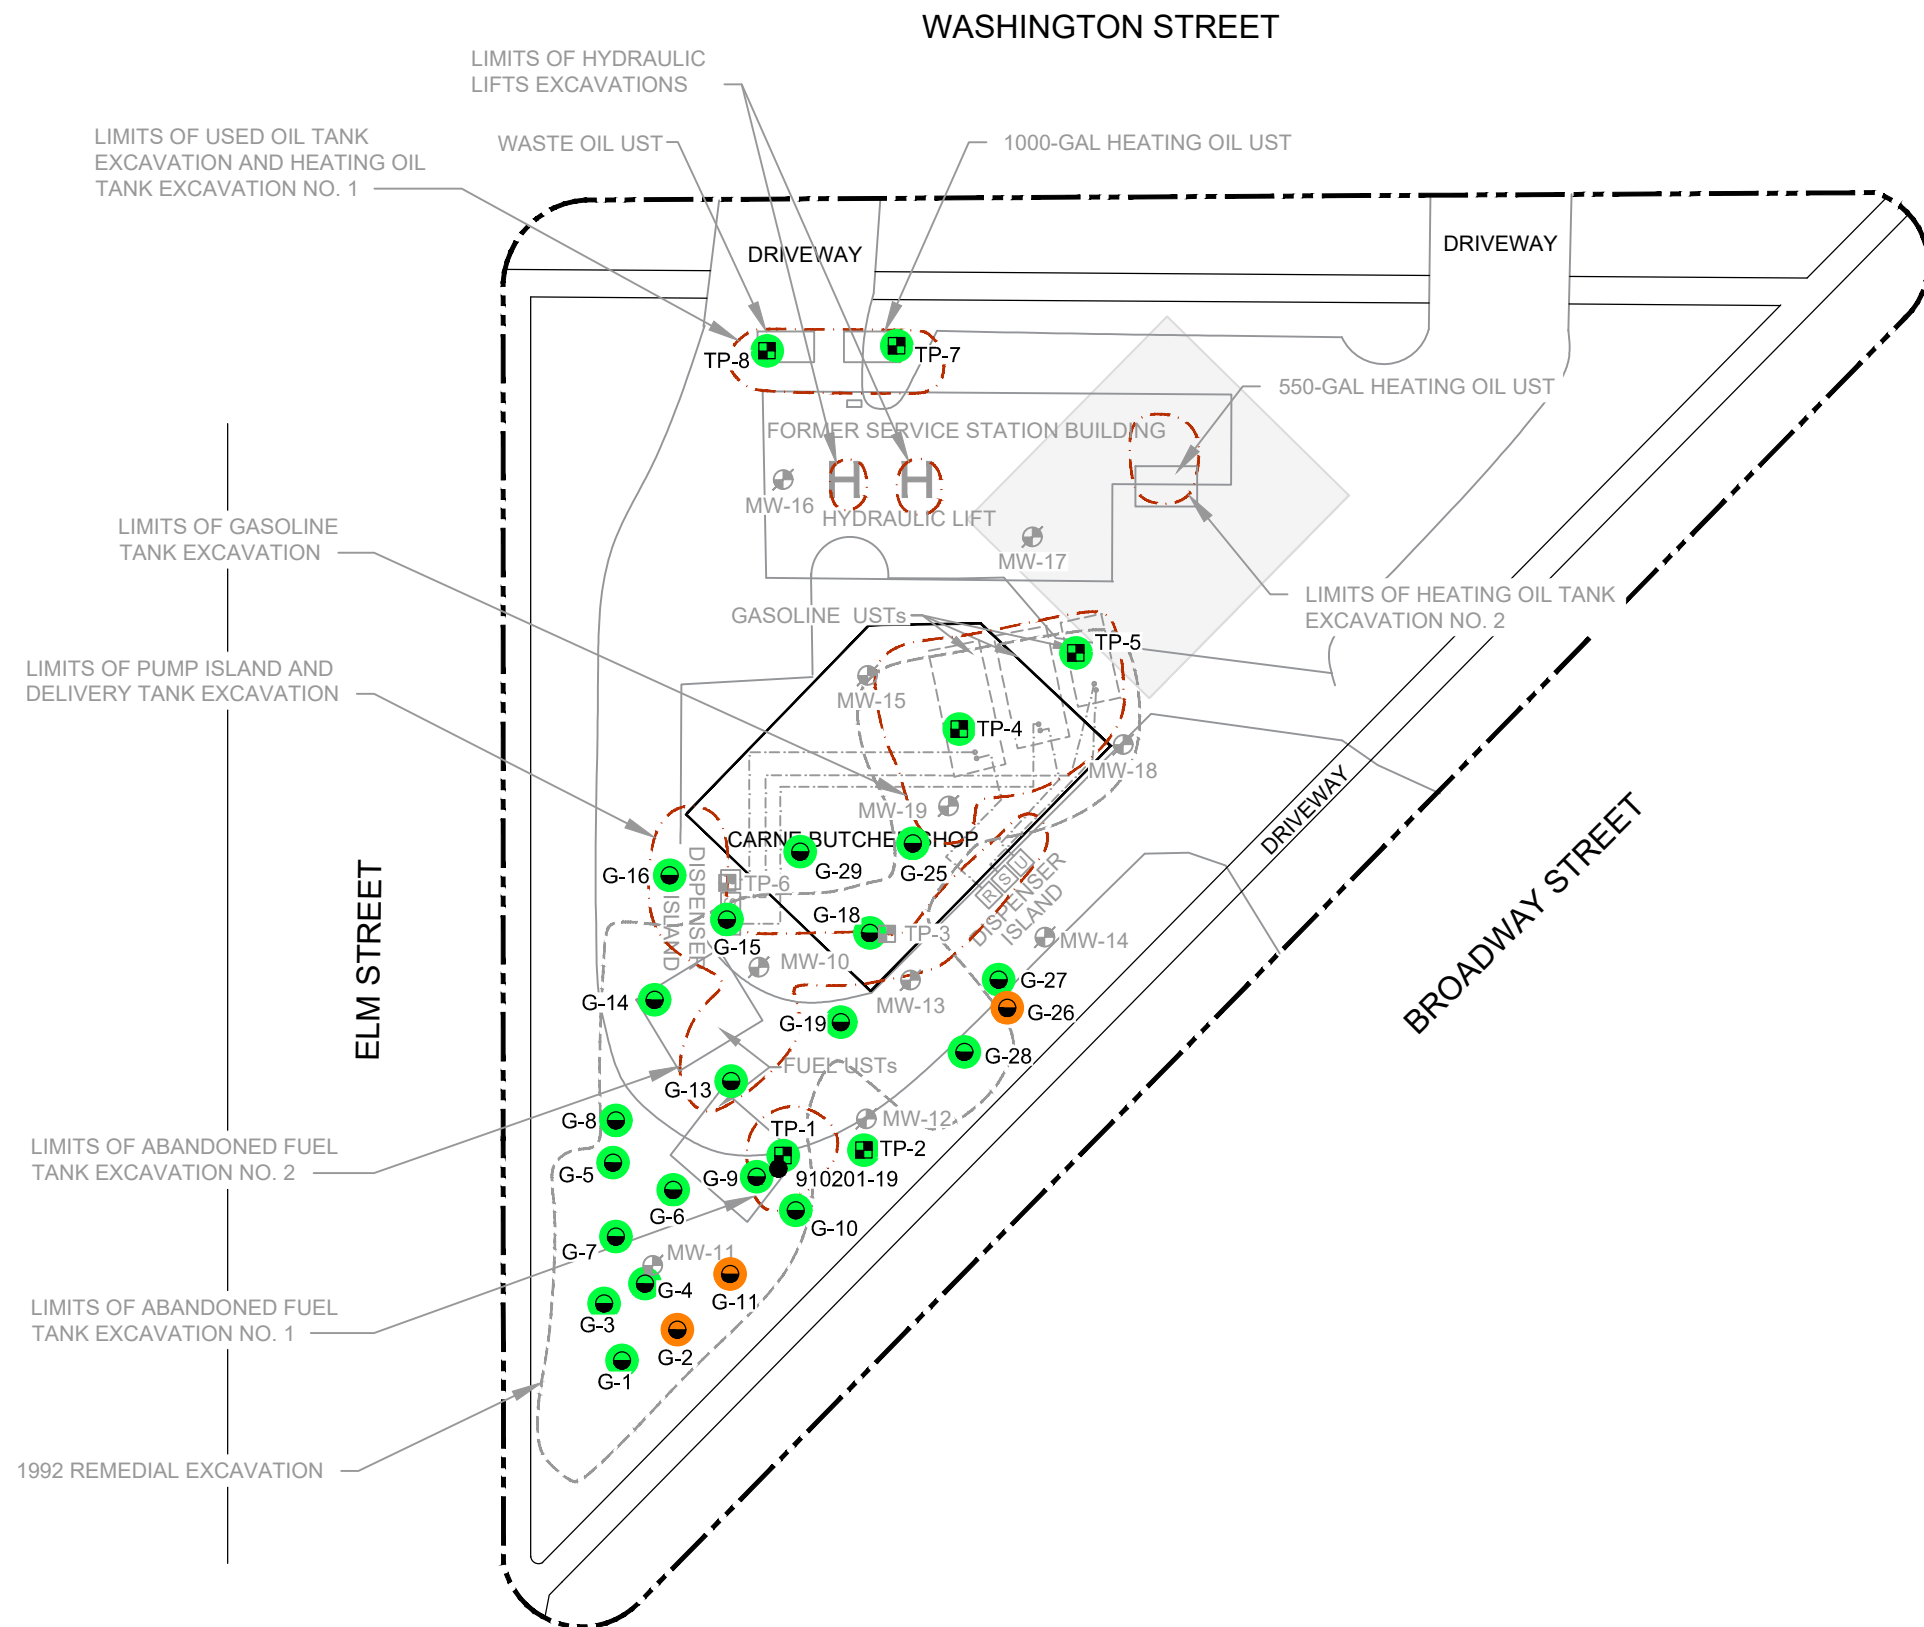 WASHINGTON STREET
LIMITS OF HYDRAULIC
LIFTS EXCAVATIONS
LIMITS OF USED OIL TANK
EXCAVATION AND HEATING OIL
TANK EXCAVATION NO. 1
WASTE OIL UST
1000-GAL HEATING OIL UST
DRIVEWAY
DRIVEWAY
TP-8
TP-7
550-GAL HEATING OIL UST
FORMER SERVICE STATION BUILDING
MW-16
HYDRAULIC LIFT
MW-17
LIMITS OF GASOLINE
TANK EXCAVATION
LIMITS OF HEATING OIL TANK
EXCAVATION NO. 2
GASOLINE USTs
TP-5
LIMITS OF PUMP ISLAND AND
DELIVERY TANK EXCAVATION
MW-15
TP-4
MW-18
MW-19
DRIVEWAY
CARNE BUTCHER SHOP
G-29
G-25
G-16
TP-6
DISPENSER
ISLAND
R S U
DISPENSER
ISLAND
G-18
TP-3
G-15
MW-10
MW-14
MW-13
G-27
G-26
G-14
G-19
G-28
ELM STREET
BROADWAY STREET
FUEL USTs
G-13
G-8
MW-12
TP-1
TP-2
LIMITS OF ABANDONED FUEL
TANK EXCAVATION NO. 2
G-5
G-9
910201-19
G-6
G-10
G-7
MW-11
G-4
G-11
G-3
LIMITS OF ABANDONED FUEL
TANK EXCAVATION NO. 1
G-2
G-1
1992 REMEDIAL EXCAVATION